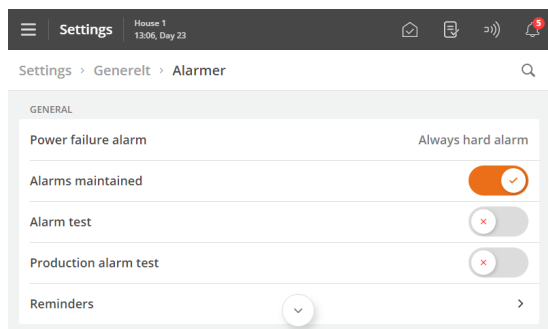 Settings
House 1
13:06, Day 23
5
Settings > Generelt > Alarmer
GENERAL
Power failure alarm Always hard alarm
Alarms maintained
Alarm test
Production alarm test
Reminders